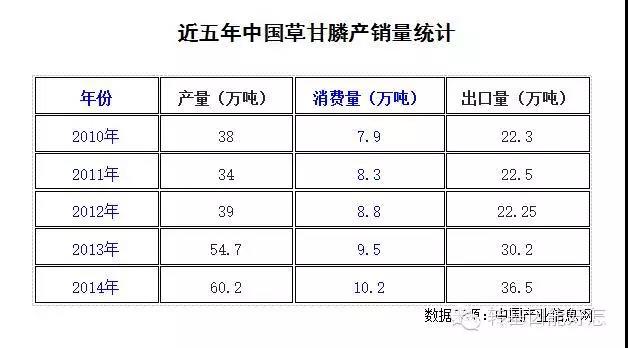 近五年中国草甘膦产销量统计
年份 产量（万吨） 消费量（万吨） 出口量（万吨）
2010年 38 7.9 22.3
2011年 34 8.3 22.5
2012年 39 8.8 22.25
2013年 54.7 9.5 30.2
2014年 60.2 10.2 36.5
数据来源：中国产业信息网